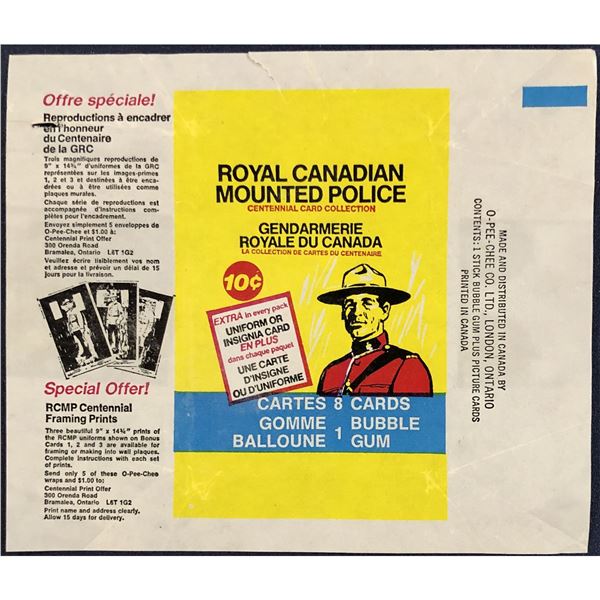 Offre spéciale!
Reproductions à encadrer
en l'honneur
du Centenaire
de la GRC
Trois magnifiques reproductions de
9" x 14¾" d'uniformes de la GRC
représentées sur les images-primes
1, 2 et 3 et destinées à être enca-
drées ou à être utilisées comme
plaques murales.
Chaque série de reproductions est
accompagnée d'instructions com-
plètes pour l'encadrement.
Envoyez simplement 5 enveloppes de
O-Pee-Chee et $1.00 à:
Centennial Print Offer
300 Orenda Road
Bramalea, Ontario L6T 1G2
Veuillez écrire lisiblement vos nom
et adresse et prévoir un délai de 15
jours pour la livraison.
Special Offer!
RCMP Centennial
Framing Prints
Three beautiful 9" x 14¾" prints of
the RCMP uniforms shown on Bonus
Cards 1, 2 and 3 are available for
framing or making into wall plaques.
Complete instructions with each set
of prints.
Send only 5 of these O-Pee-Chee
wraps and $1.00 to:
Centennial Print Offer
300 Orenda Road
Bramalea, Ontario L6T 1G2
Print name and address clearly.
Allow 15 days for delivery.
ROYAL CANADIAN
MOUNTED POLICE
CENTENNIAL CARD COLLECTION
GENDARMERIE
ROYALE DU CANADA
LA COLLECTION DE CARTES DU CENTENAIRE
10¢
EXTRA in every pack
UNIFORM OR
INSIGNIA CARD
EN PLUS
dans chaque paquet
UNE CARTE
D'INSIGNE
OU D'UNIFORME
CARTES 8 CARDS
GOMME BUBBLE
BALLOUNE 1 GUM
MADE AND DISTRIBUTED IN CANADA BY
O-PEE-CHEE CO. LTD., LONDON, ONTARIO
CONTENTS: 1 STICK BUBBLE GUM PLUS PICTURE CARDS
PRINTED IN CANADA